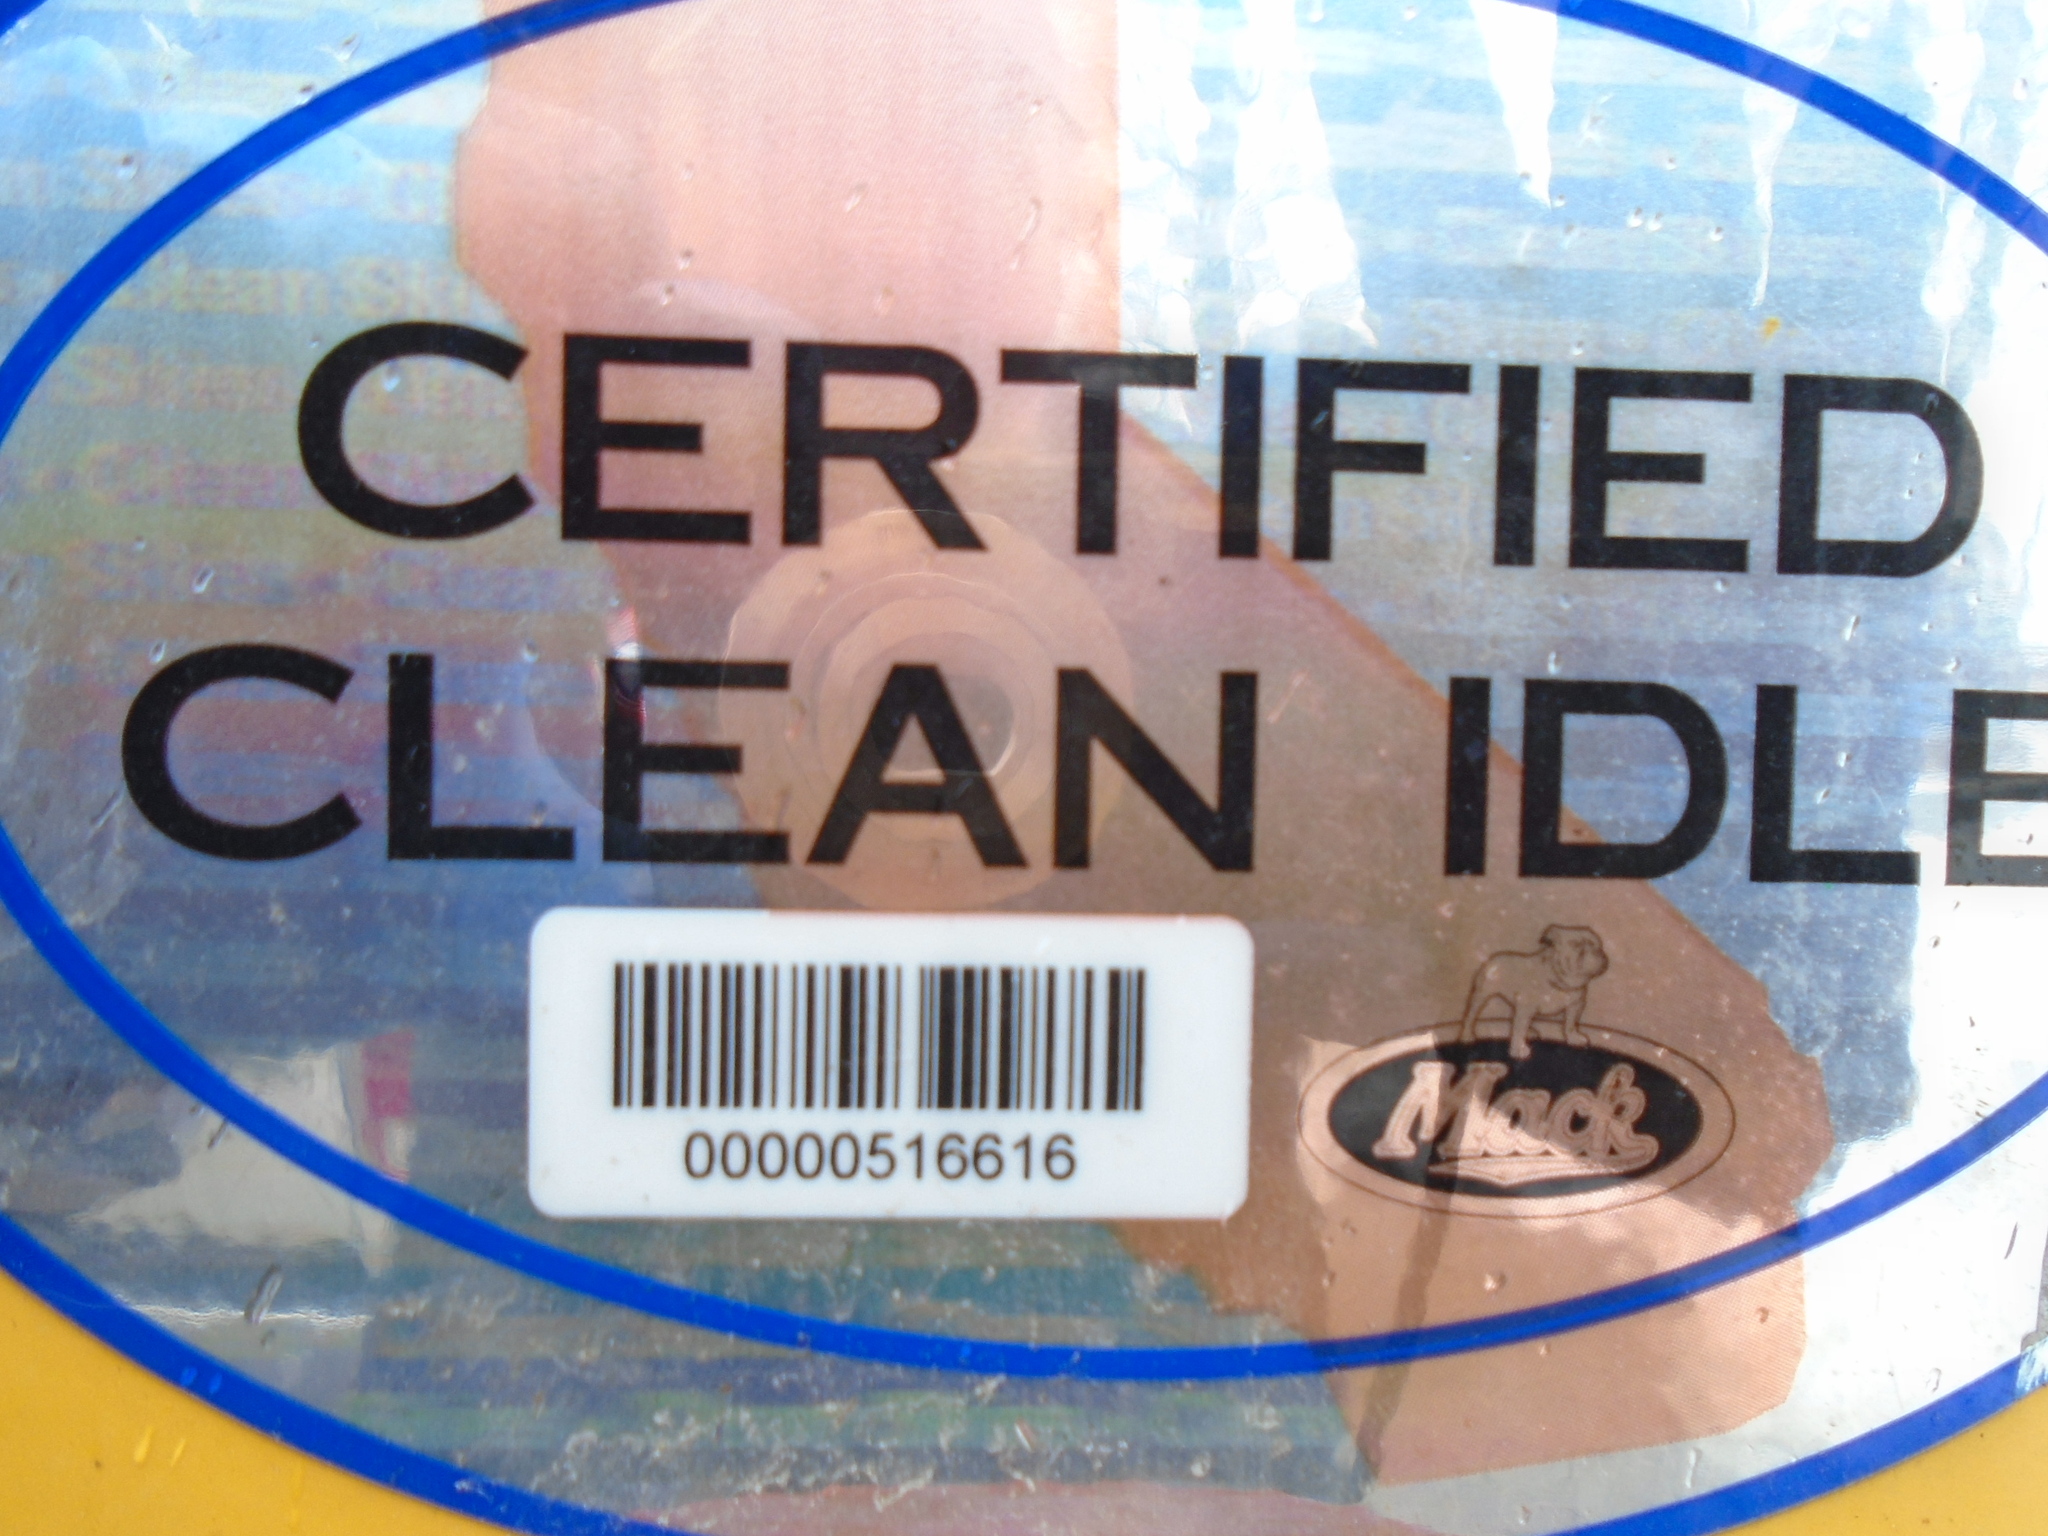 CERTIFIED
CLEAN IDLE
00000516616
Mack